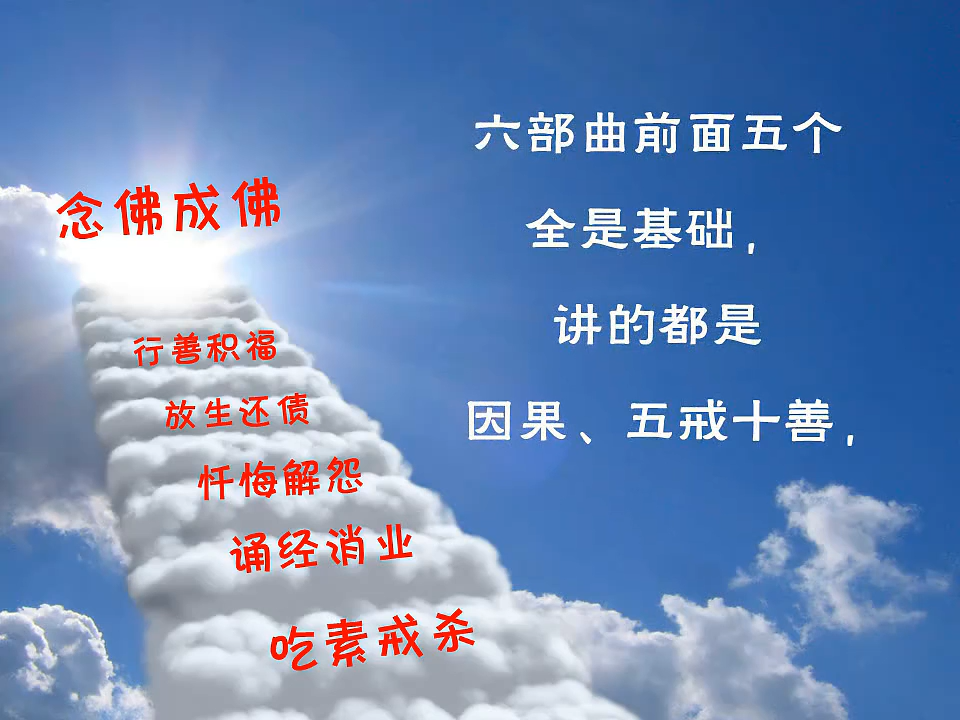 六部曲前面五个
全是基础，
讲的都是
因果、五戒十善，
念佛成佛
行善积福
放生还债
忏悔解怨
诵经消业
吃素戒杀